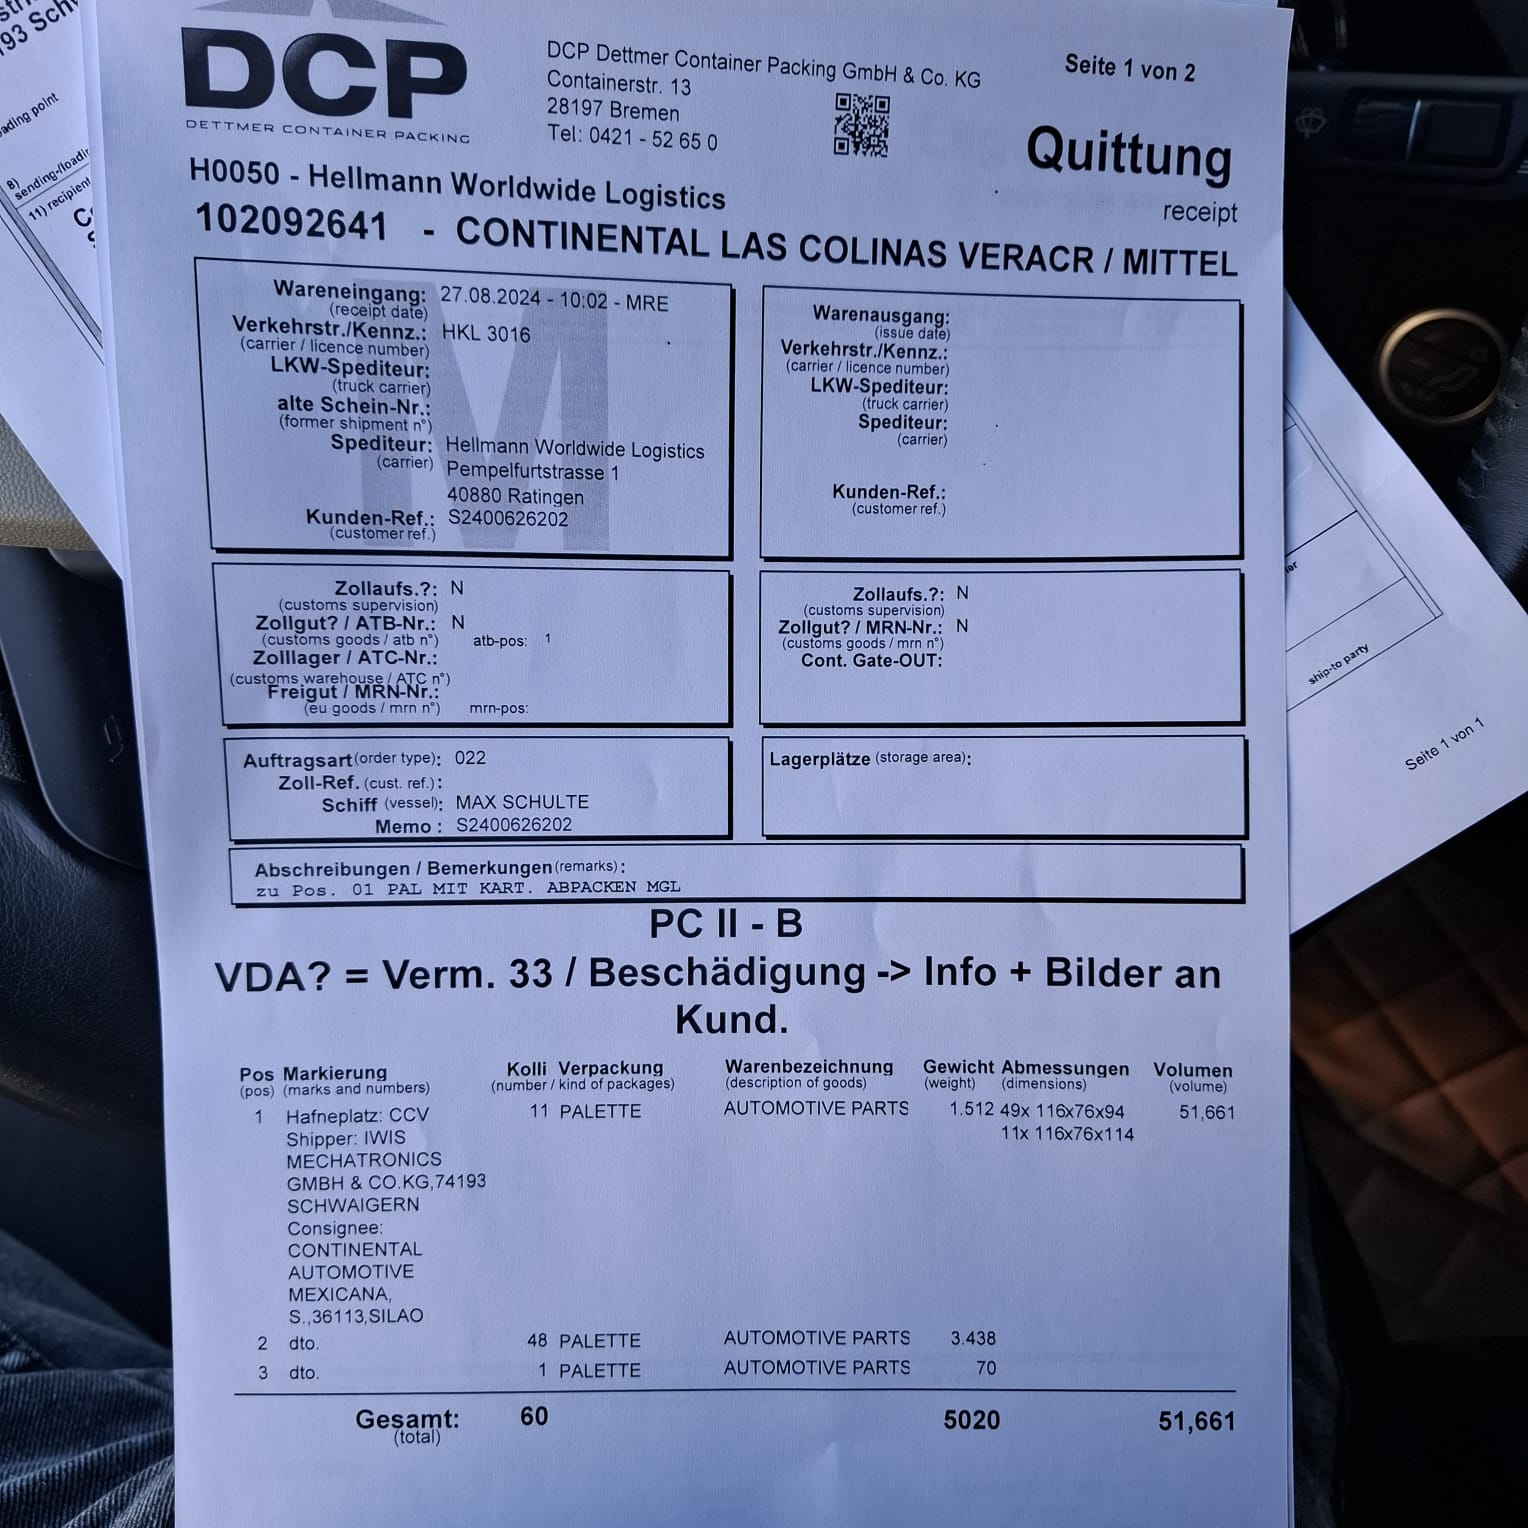 DCP
DETTMER CONTAINER PACKING
DCP Dettmer Container Packing GmbH & Co. KG
Containerstr. 13
28197 Bremen
Tel: 0421 - 52 65 0
Seite 1 von 2
Quittung
receipt
H0050 - Hellmann Worldwide Logistics
102092641 - CONTINENTAL LAS COLINAS VERACR / MITTEL
M
Wareneingang: 27.08.2024 - 10:02 - MRE
(receipt date)
Verkehrstr./Kennz.: HKL 3016
(carrier / licence number)
LKW-Spediteur:
(truck carrier)
alte Schein-Nr.:
(former shipment n°)
Spediteur: Hellmann Worldwide Logistics
(carrier) Pempelfurtstrasse 1
40880 Ratingen
Kunden-Ref.: S2400626202
(customer ref.)
Warenausgang:
(issue date)
Verkehrstr./Kennz.:
(carrier / licence number)
LKW-Spediteur:
(truck carrier)
Spediteur:
(carrier)
Kunden-Ref.:
(customer ref.)
Zollaufs.?: N
(customs supervision)
Zollgut? / ATB-Nr.: N
(customs goods / atb n°) atb-pos: 1
Zolllager / ATC-Nr.:
(customs warehouse / ATC n°)
Freigut / MRN-Nr.:
(eu goods / mrn n°) mrn-pos:
Zollaufs.?: N
(customs supervision)
Zollgut? / MRN-Nr.: N
(customs goods / mrn n°)
Cont. Gate-OUT:
Auftragsart (order type): 022
Zoll-Ref. (cust. ref.):
Schiff (vessel): MAX SCHULTE
Memo : S2400626202
Lagerplätze (storage area):
Abschreibungen / Bemerkungen (remarks):
zu Pos. 01 PAL MIT KART. ABPACKEN MGL
PC II - B
VDA? = Verm. 33 / Beschädigung -> Info + Bilder an
Kund.
Pos Markierung Kolli Verpackung Warenbezeichnung Gewicht Abmessungen Volumen
(pos) (marks and numbers) (number / kind of packages) (description of goods) (weight) (dimensions) (volume)
1 Hafneplatz: CCV 11 PALETTE AUTOMOTIVE PARTS 1.512 49x 116x76x94 51,661
Shipper: IWIS 11x 116x76x114
MECHATRONICS
GMBH & CO.KG,74193
SCHWAIGERN
Consignee:
CONTINENTAL
AUTOMOTIVE
MEXICANA,
S.,36113,SILAO
2 dto. 48 PALETTE AUTOMOTIVE PARTS 3.438
3 dto. 1 PALETTE AUTOMOTIVE PARTS 70
Gesamt: 60 5020 51,661
(total)
8)
11) recipient
ship-to party
Seite 1 von 1